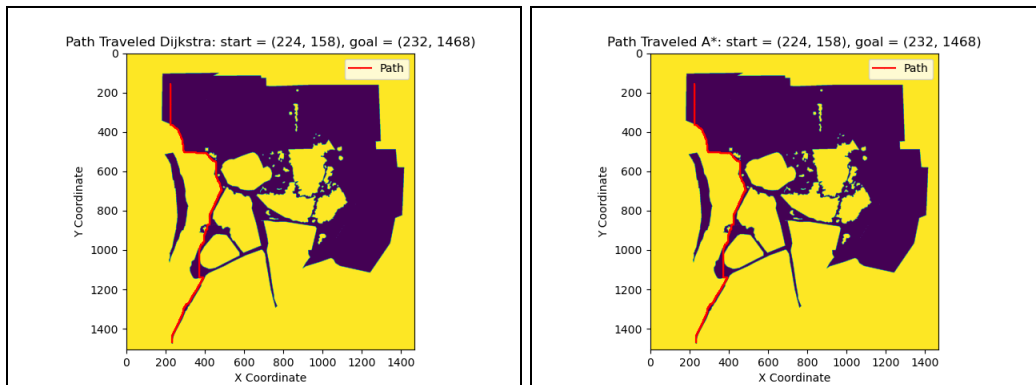 Path Traveled Dijkstra: start = (224, 158), goal = (232, 1468)
Path
0
200
400
600
800
1000
1200
1400
Y Coordinate
0 200 400 600 800 1000 1200 1400
X Coordinate
Path Traveled A*: start = (224, 158), goal = (232, 1468)
Path
0
200
400
600
800
1000
1200
1400
Y Coordinate
0 200 400 600 800 1000 1200 1400
X Coordinate